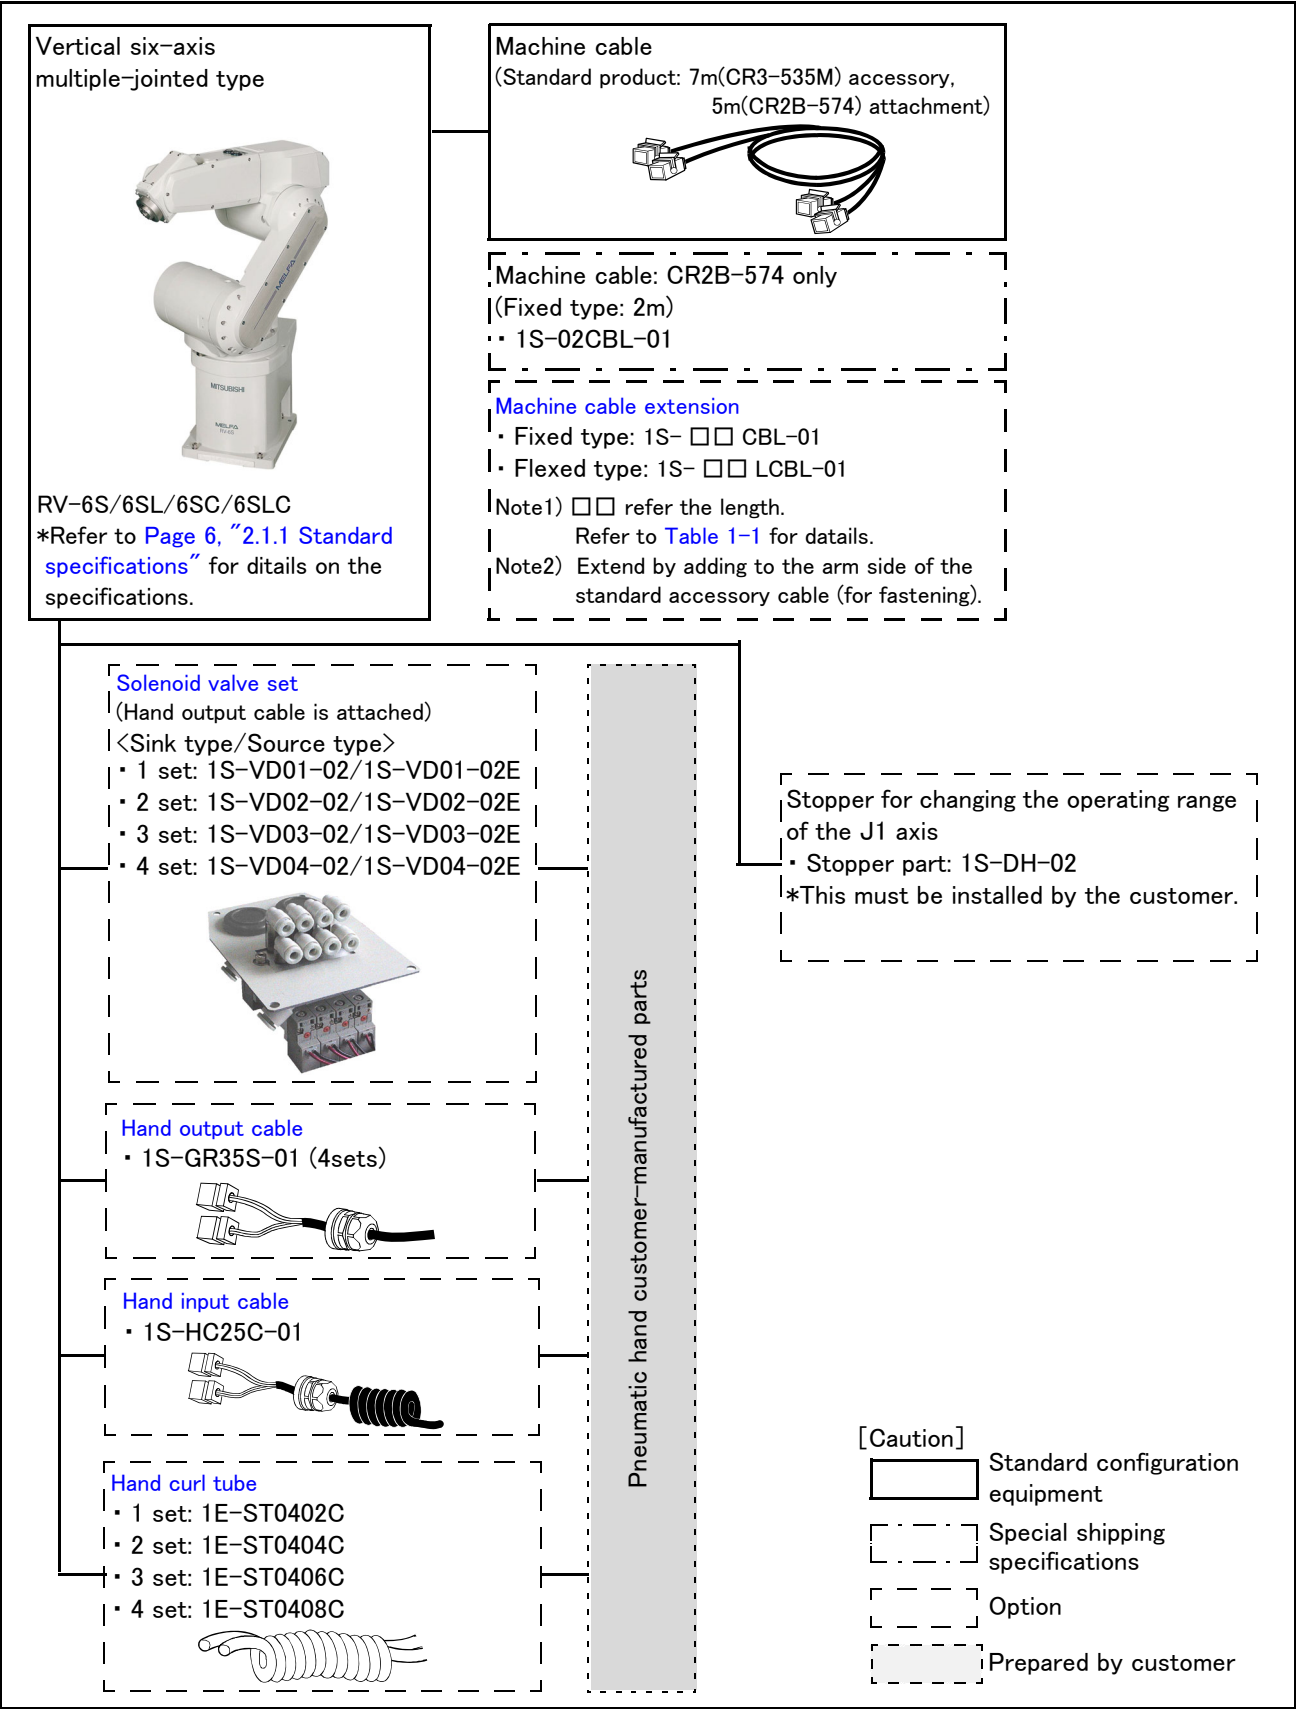 Vertical six-axis
multiple-jointed type
MELFA
MITSUBISHI
MELFA
RV-6S
RV-6S/6SL/6SC/6SLC
*Refer to Page 6, "2.1.1 Standard
specifications" for ditails on the
specifications.
Machine cable
(Standard product: 7m(CR3-535M) accessory,
5m(CR2B-574) attachment)
Machine cable: CR2B-574 only
(Fixed type: 2m)
・1S-02CBL-01
Machine cable extension
・Fixed type: 1S- □□ CBL-01
・Flexed type: 1S- □□ LCBL-01
Note1) □□ refer the length.
Refer to Table 1-1 for datails.
Note2) Extend by adding to the arm side of the
standard accessory cable (for fastening).
Solenoid valve set
(Hand output cable is attached)
<Sink type/Source type>
・1 set: 1S-VD01-02/1S-VD01-02E
・2 set: 1S-VD02-02/1S-VD02-02E
・3 set: 1S-VD03-02/1S-VD03-02E
・4 set: 1S-VD04-02/1S-VD04-02E
Hand output cable
・1S-GR35S-01 (4sets)
Hand input cable
・1S-HC25C-01
Hand curl tube
・1 set: 1E-ST0402C
・2 set: 1E-ST0404C
・3 set: 1E-ST0406C
・4 set: 1E-ST0408C
Pneumatic hand customer-manufactured parts
Stopper for changing the operating range
of the J1 axis
・Stopper part: 1S-DH-02
*This must be installed by the customer.
[Caution]
Standard configuration
equipment
Special shipping
specifications
Option
Prepared by customer